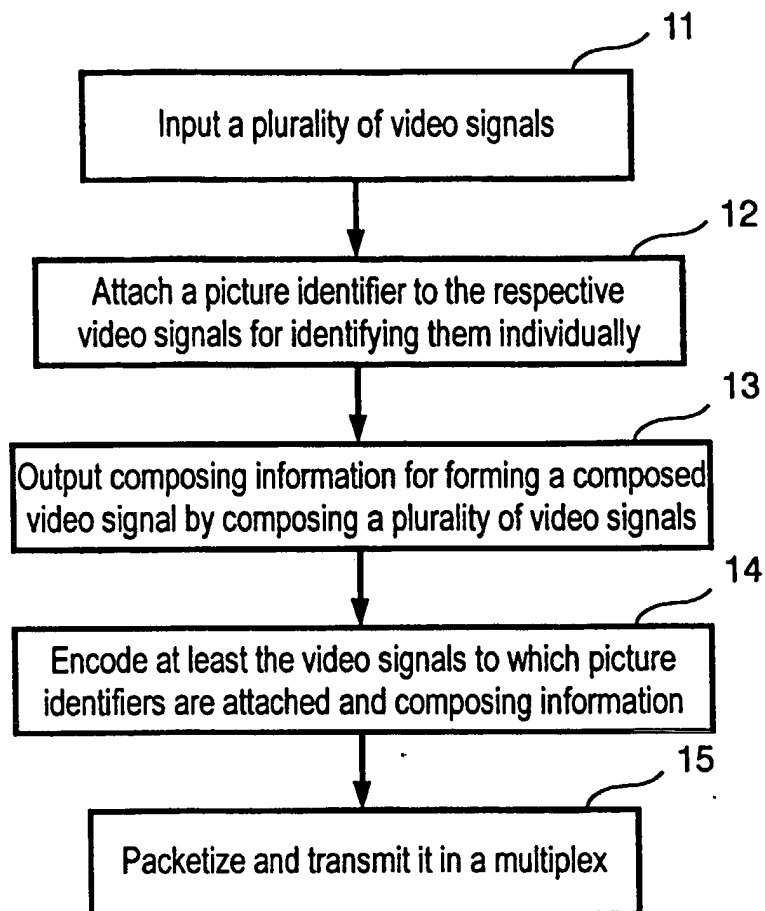 11
Input a plurality of video signals
12
Attach a picture identifier to the respective
video signals for identifying them individually
13
Output composing information for forming a composed
video signal by composing a plurality of video signals
14
Encode at least the video signals to which picture
identifiers are attached and composing information
15
Packetize and transmit it in a multiplex